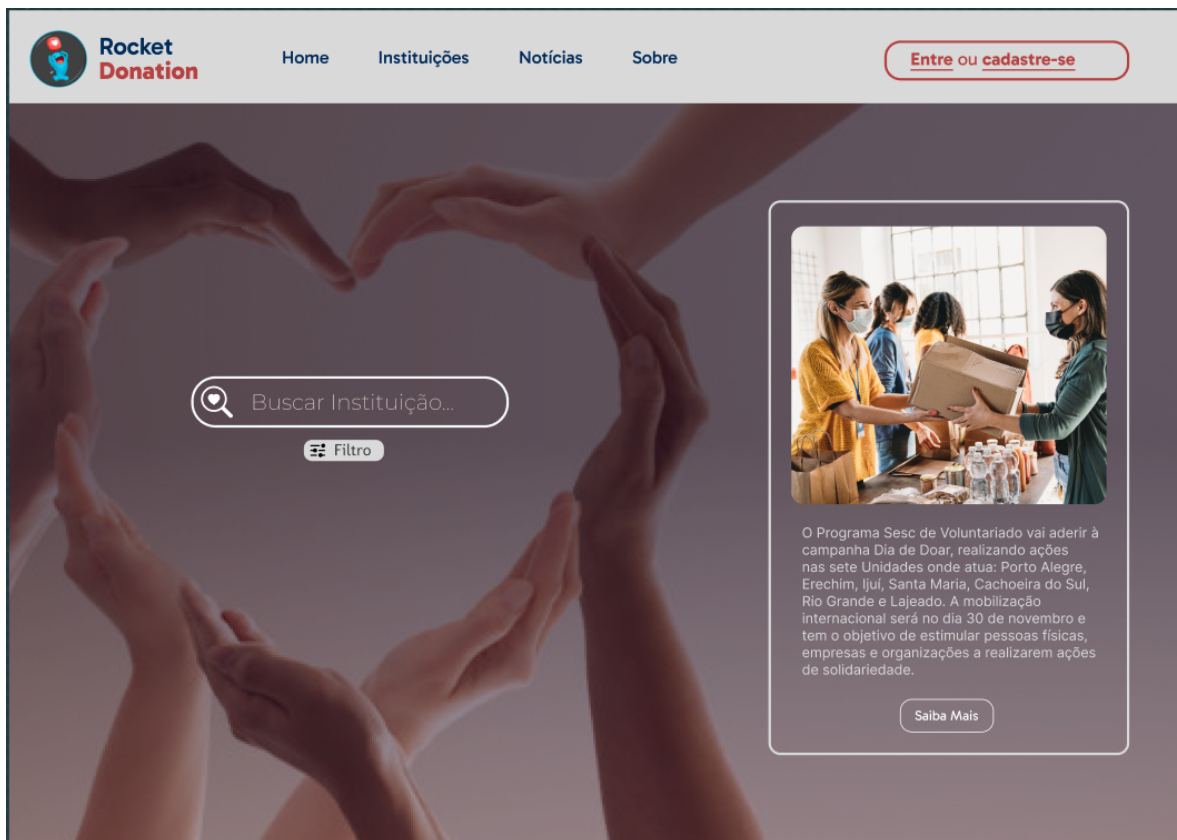 Rocket
Donation
Home
Instituições
Notícias
Sobre
Entre ou cadastre-se
Buscar Instituição...
Filtro
O Programa Sesc de Voluntariado vai aderir à
campanha Dia de Doar, realizando ações
nas sete Unidades onde atua: Porto Alegre,
Erechim, Ijuí, Santa Maria, Cachoeira do Sul,
Rio Grande e Lajeado. A mobilização
internacional será no dia 30 de novembro e
tem o objetivo de estimular pessoas físicas,
empresas e organizações a realizarem ações
de solidariedade.
Saiba Mais